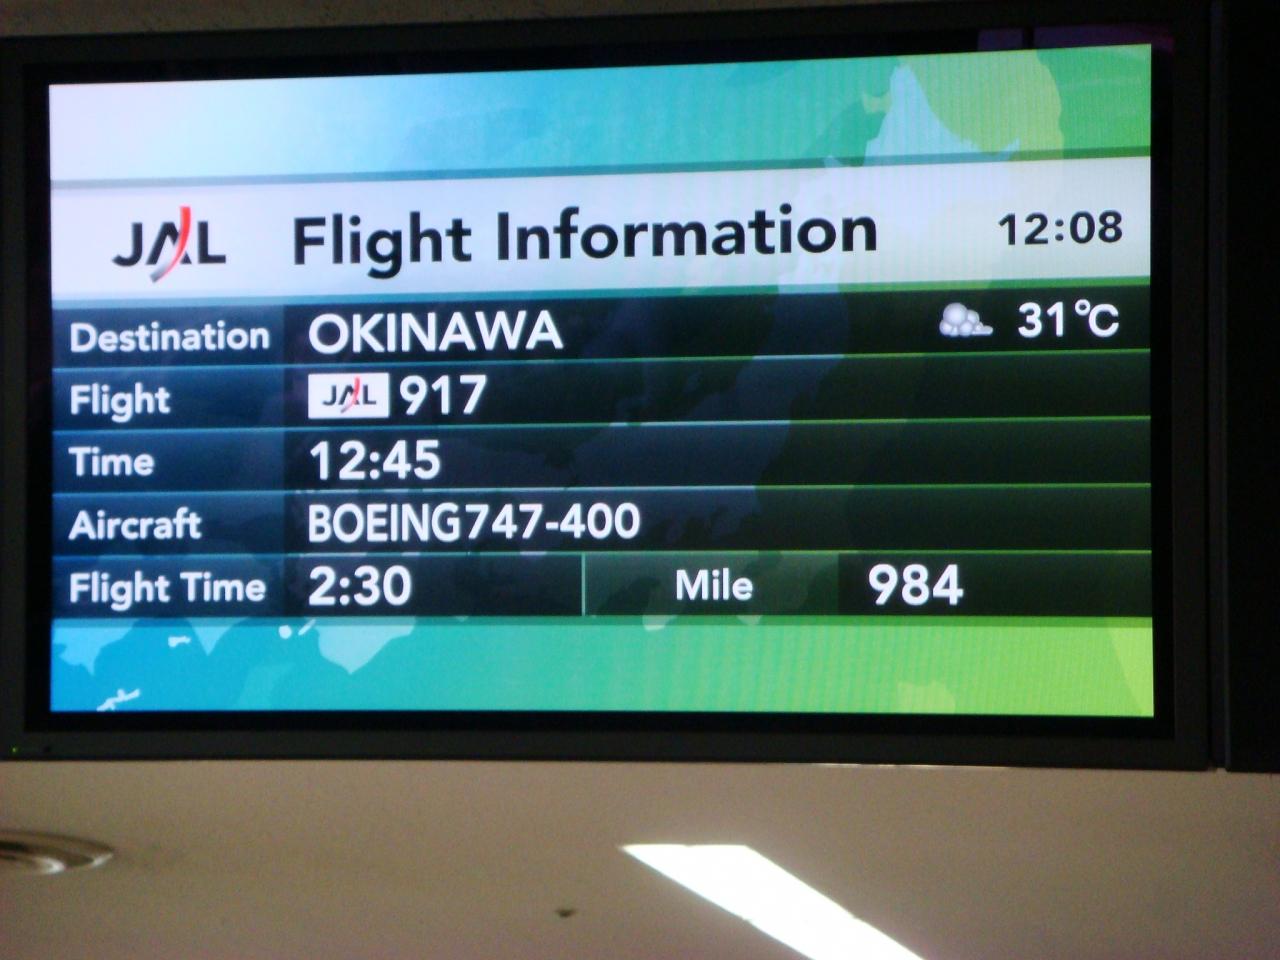 JAL Flight Information 12:08
Destination OKINAWA 31℃
Flight JAL 917
Time 12:45
Aircraft BOEING747-400
Flight Time 2:30 Mile 984